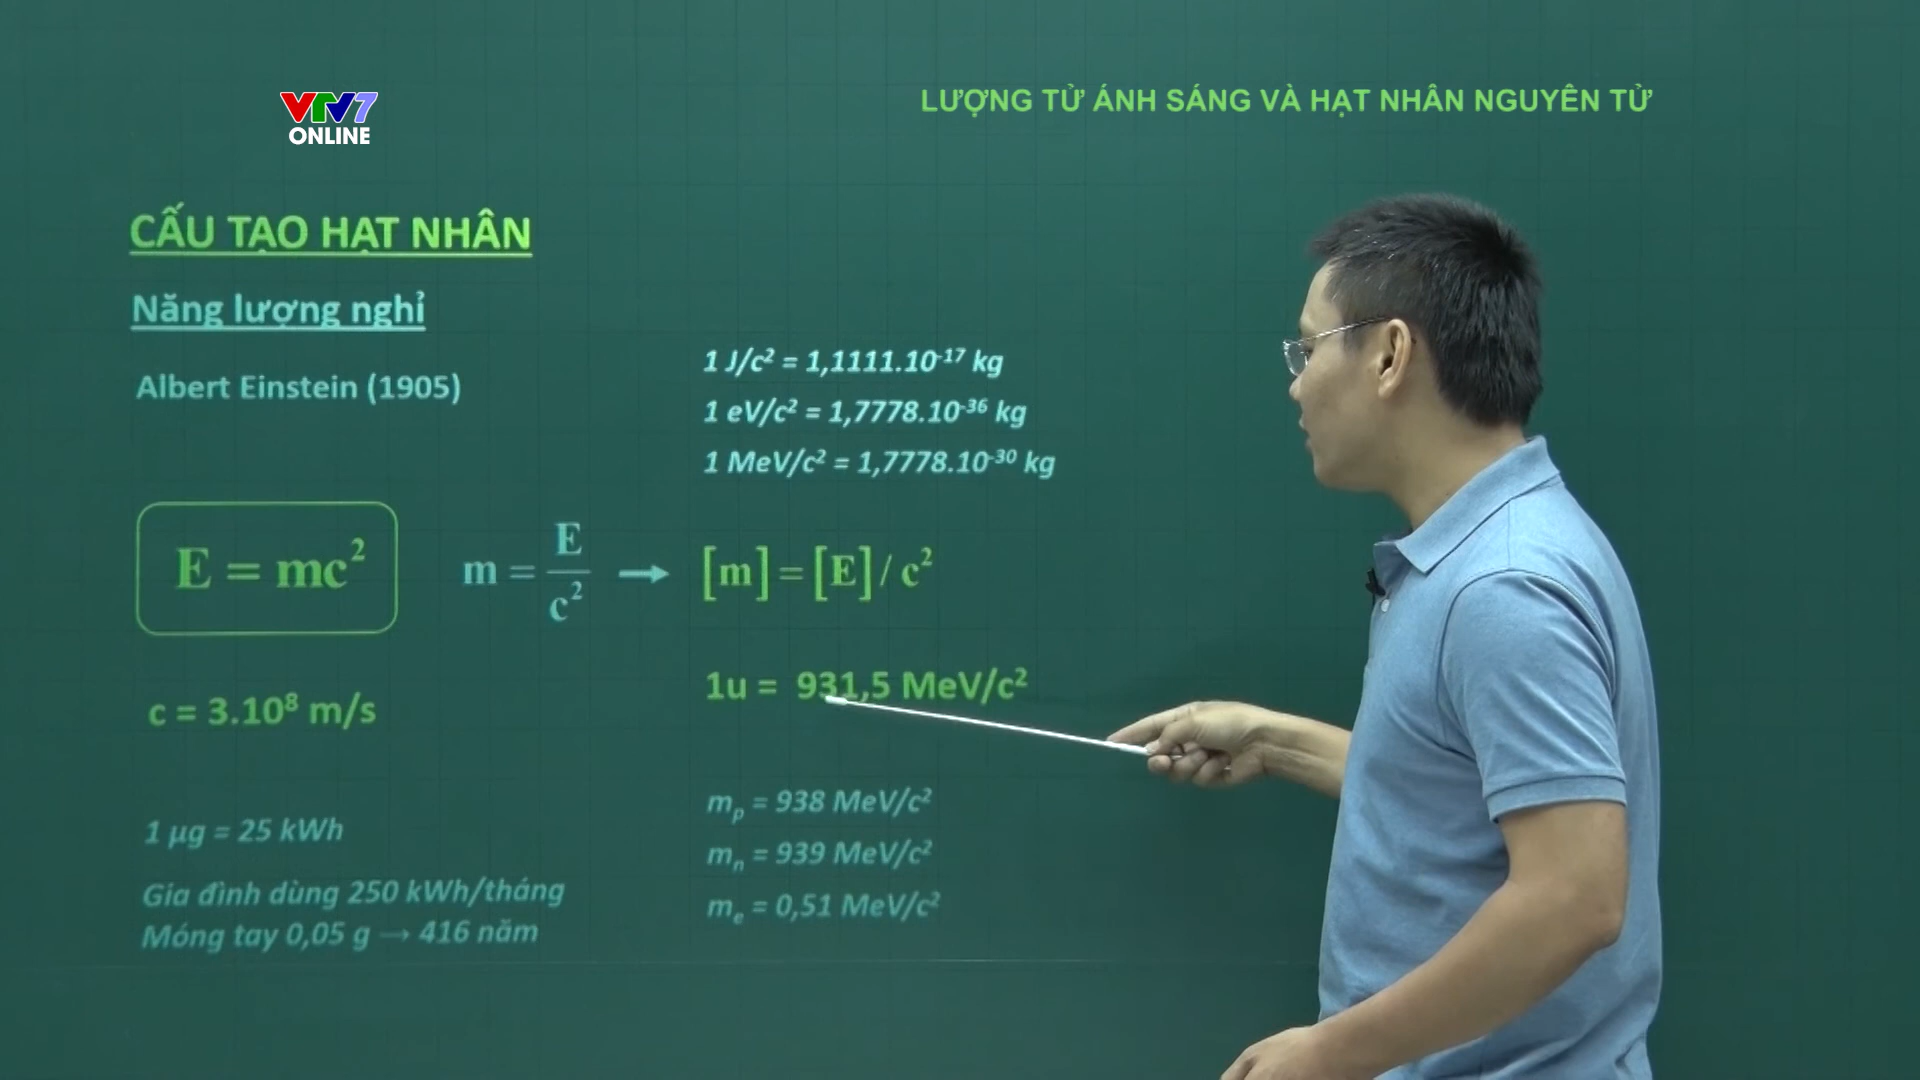 VTV7
ONLINE
LƯỢNG TỬ ÁNH SÁNG VÀ HẠT NHÂN NGUYÊN TỬ
CẤU TẠO HẠT NHÂN
Năng lượng nghỉ
Albert Einstein (1905)
E = mc²
c = 3.10⁸ m/s
1 μg = 25 kWh
Gia đình dùng 250 kWh/tháng
Móng tay 0,05 g → 416 năm
m = E/c² → [m] = [E] / c²
1 J/c² = 1,1111.10⁻¹⁷ kg
1 eV/c² = 1,7778.10⁻³⁶ kg
1 MeV/c² = 1,7778.10⁻³⁰ kg
1u = 931,5 MeV/c²
mₚ = 938 MeV/c²
mₙ = 939 MeV/c²
mₑ = 0,51 MeV/c²